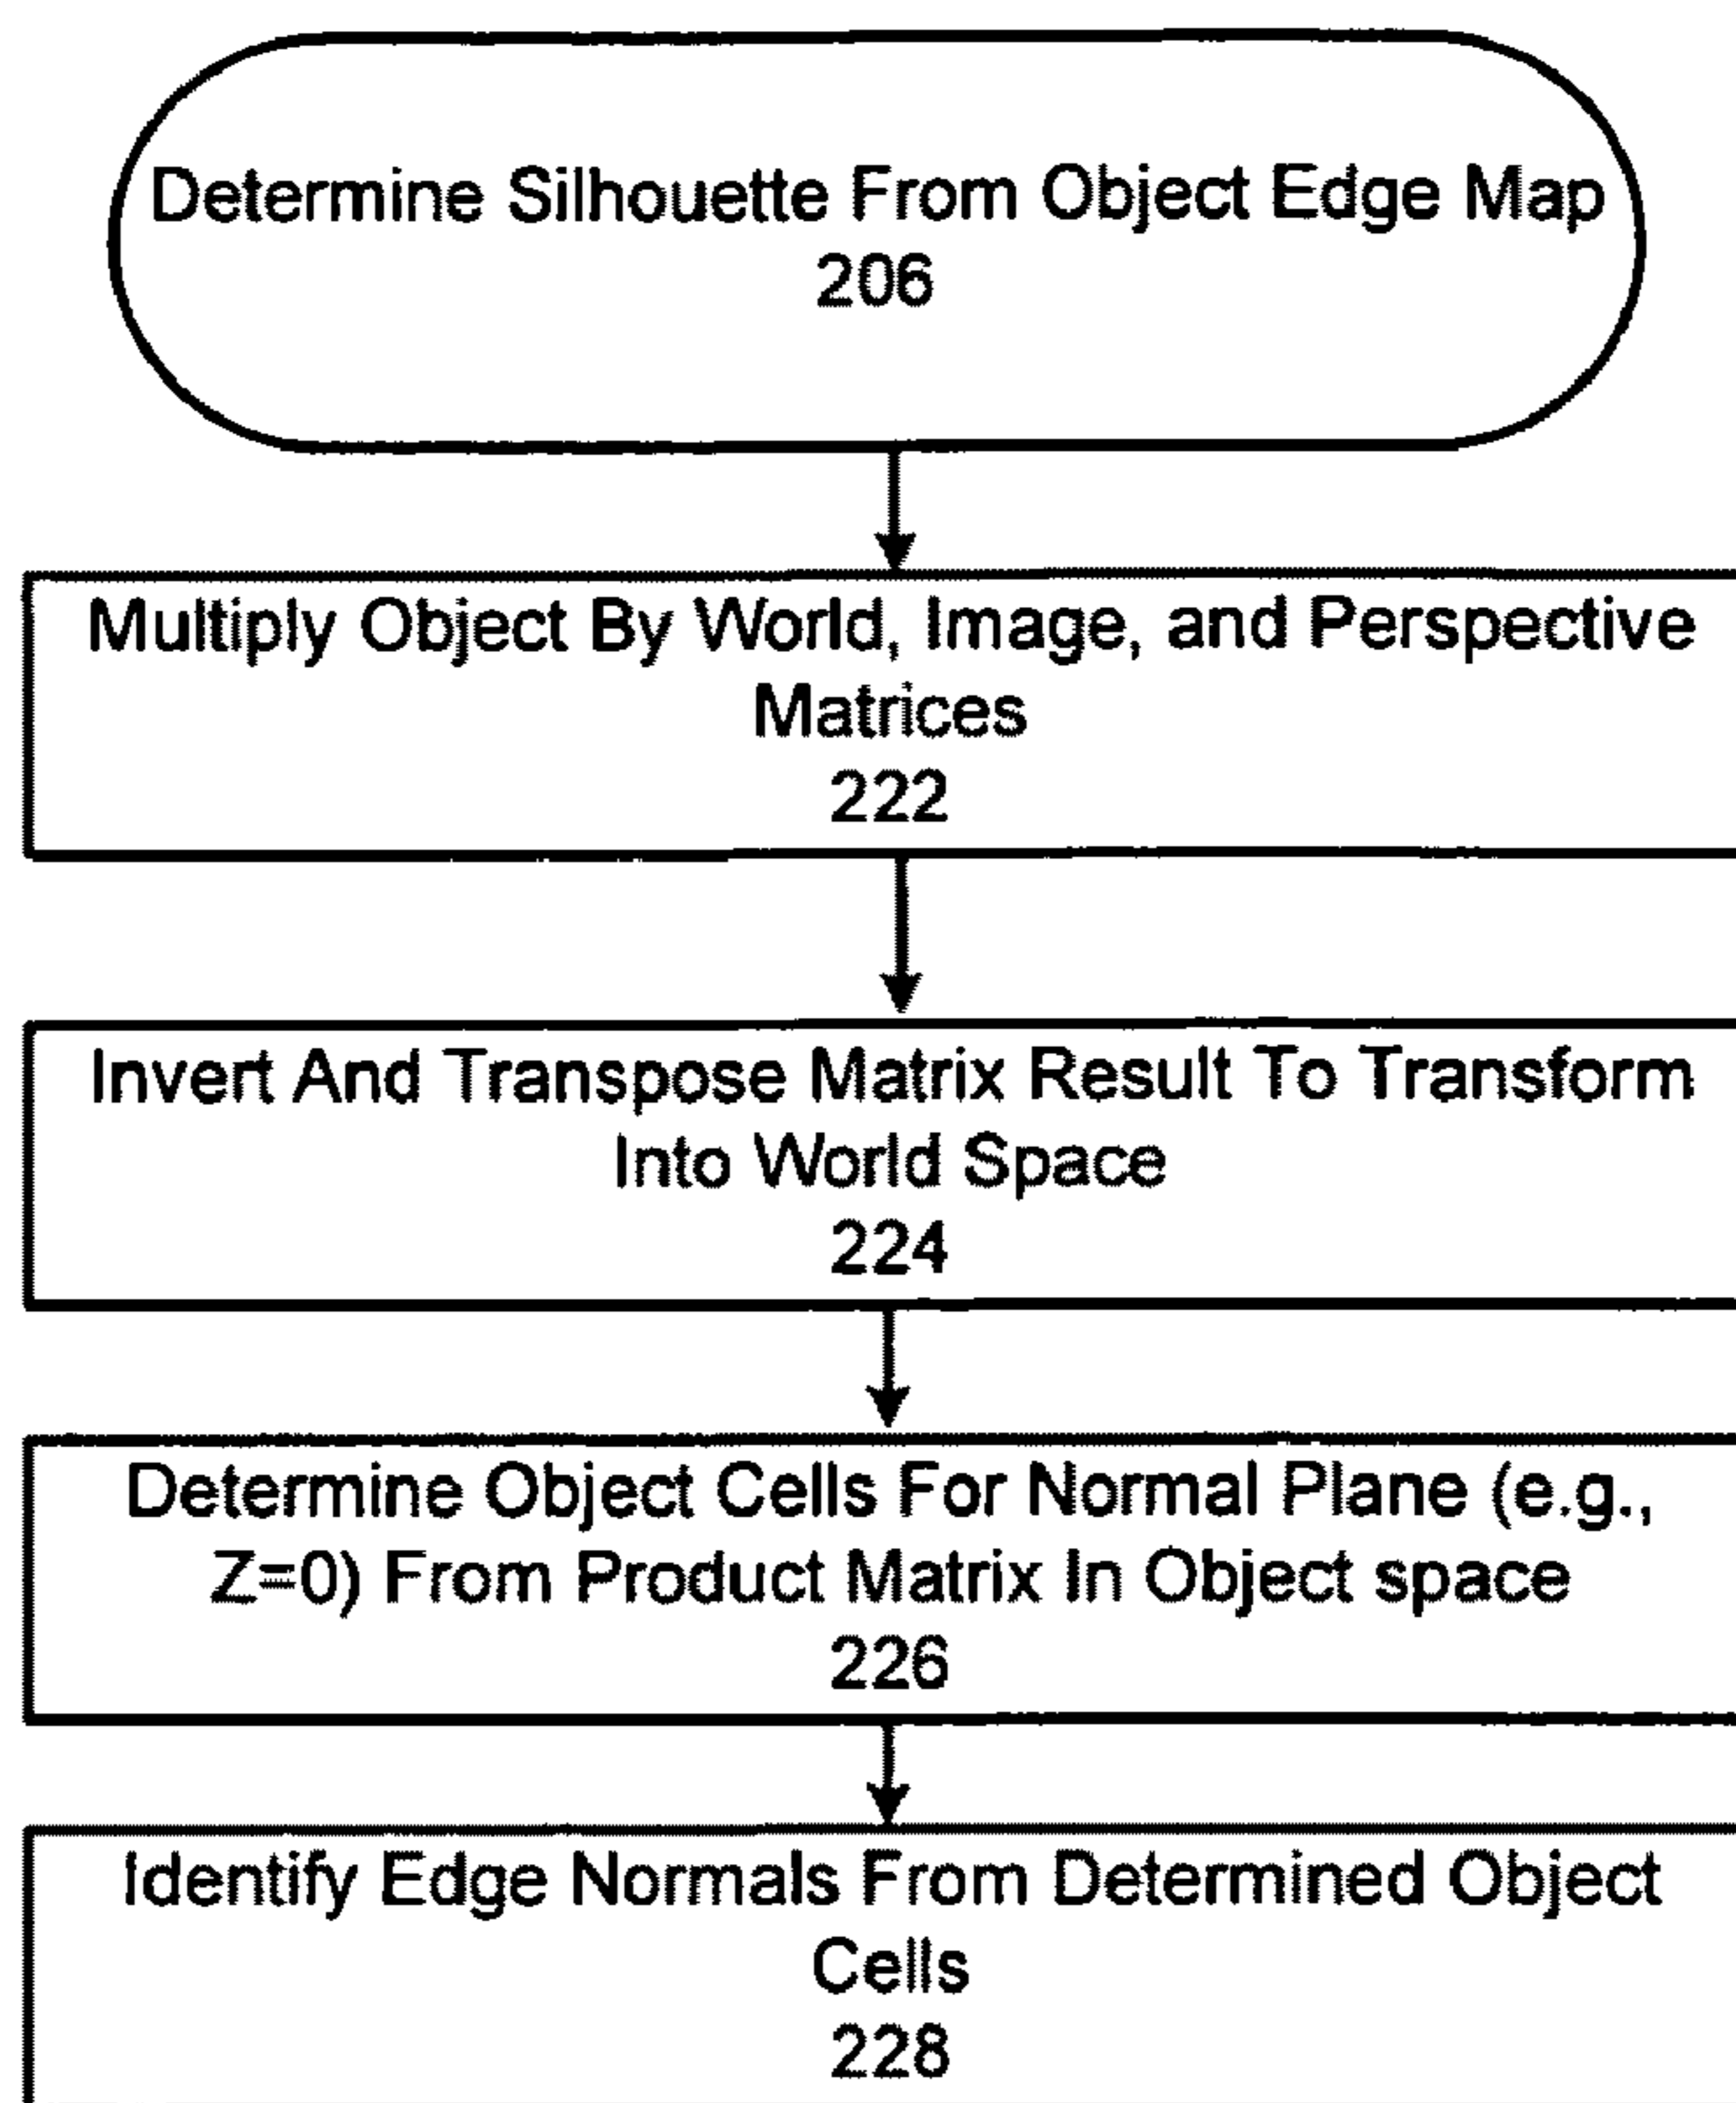 Determine Silhouette From Object Edge Map
206
Multiply Object By World, Image, and Perspective
Matrices
222
Invert And Transpose Matrix Result To Transform
Into World Space
224
Determine Object Cells For Normal Plane (e.g.,
Z=0) From Product Matrix In Object space
226
Identify Edge Normals From Determined Object
Cells
228